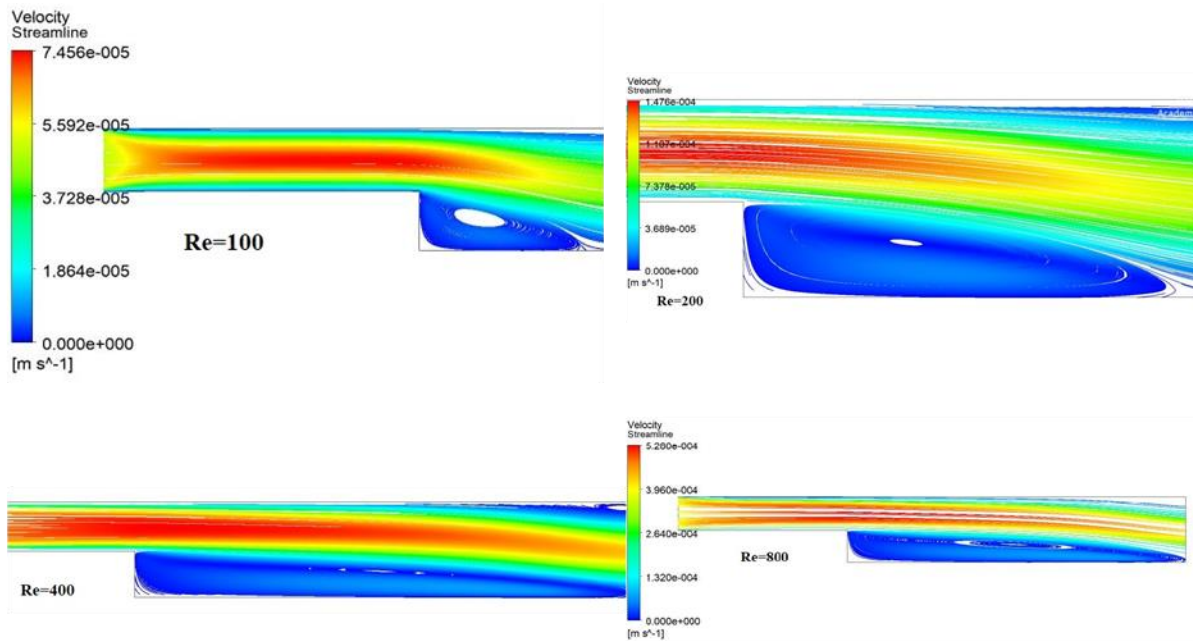 Velocity
Streamline
7.456e-005
5.592e-005
3.728e-005
1.864e-005
0.000e+000
[m s^-1]
Re=100
Velocity
Streamline
1.476e-004
1.107e-004
7.378e-005
3.689e-005
0.000e+000
[m s^-1]
Re=200
Academ
Re=400
Velocity
Streamline
5.280e-004
3.960e-004
2.640e-004
1.320e-004
0.000e+000
[m s^-1]
Re=800